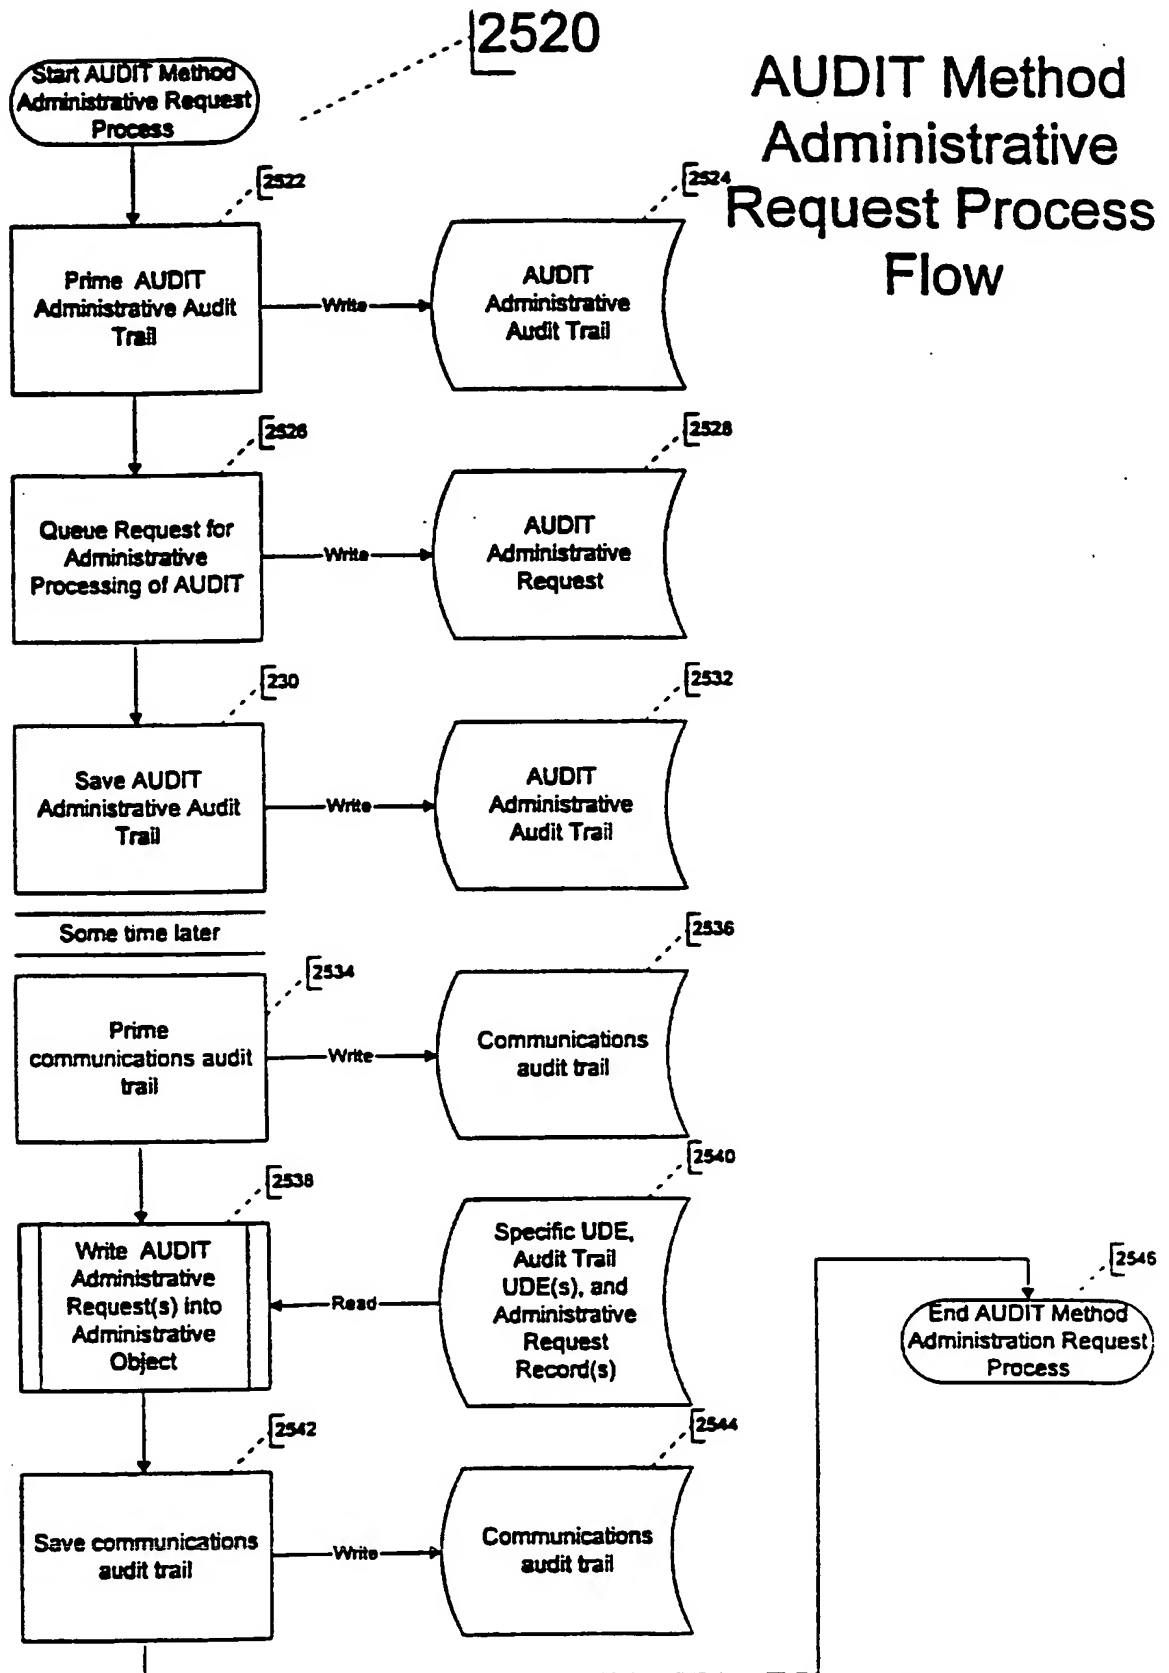 2520
AUDIT Method
Administrative
Request Process
Flow
Start AUDIT Method
Administrative Request
Process
2522
Prime AUDIT
Administrative Audit
Trail
Write
2524
AUDIT
Administrative
Audit Trail
2526
Queue Request for
Administrative
Processing of AUDIT
Write
2528
AUDIT
Administrative
Request
230
Save AUDIT
Administrative Audit
Trail
Write
2532
AUDIT
Administrative
Audit Trail
Some time later
2534
Prime
communications audit
trail
Write
2536
Communications
audit trail
2538
Write AUDIT
Administrative
Request(s) into
Administrative
Object
Read
2540
Specific UDE,
Audit Trail
UDE(s), and
Administrative
Request
Record(s)
2542
Save communications
audit trail
Write
2544
Communications
audit trail
2546
End AUDIT Method
Administration Request
Process